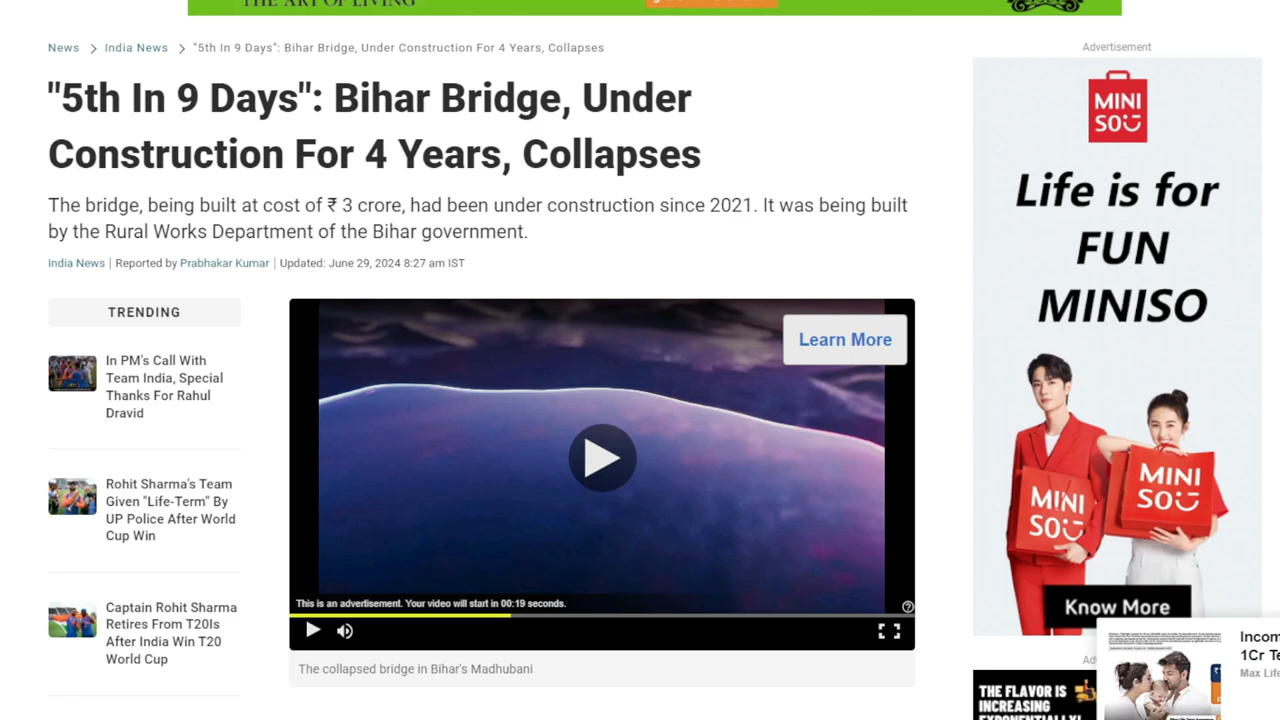 THE ART OF LIVING
News > India News > "5th In 9 Days": Bihar Bridge, Under Construction For 4 Years, Collapses
"5th In 9 Days": Bihar Bridge, Under
Construction For 4 Years, Collapses
The bridge, being built at cost of ₹ 3 crore, had been under construction since 2021. It was being built
by the Rural Works Department of the Bihar government.
India News | Reported by Prabhakar Kumar | Updated: June 29, 2024 8:27 am IST
TRENDING
In PM's Call With
Team India, Special
Thanks For Rahul
Dravid
Rohit Sharma's Team
Given "Life-Term" By
UP Police After World
Cup Win
Captain Rohit Sharma
Retires From T20Is
After India Win T20
World Cup
Learn More
This is an advertisement. Your video will start in 00:19 seconds.
The collapsed bridge in Bihar's Madhubani
Advertisement
MINI
SO
Life is for
FUN
MINISO
MINI
SO
MINI
SO
Know More
THE FLAVOR IS
INCREASING
EXPONENTIALLY!
Incom
1Cr Te
Max Life